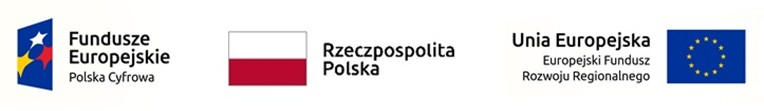 Fundusze
Europejskie
Polska Cyfrowa
Rzeczpospolita
Polska
Unia Europejska
Europejski Fundusz
Rozwoju Regionalnego